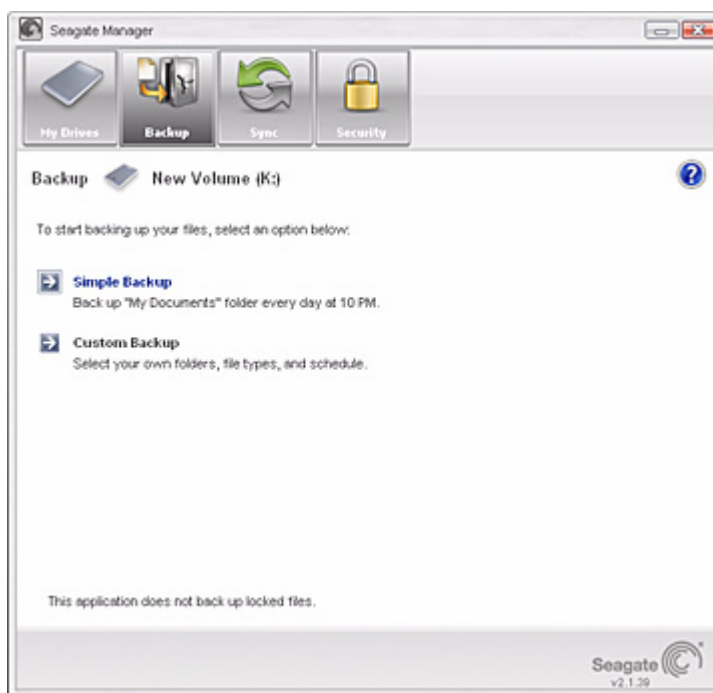 Seagate Manager
My Drives Backup Sync Security
Backup New Volume (K:)
To start backing up your files, select an option below:
Simple Backup
Back up "My Documents" folder every day at 10 PM.
Custom Backup
Select your own folders, file types, and schedule.
This application does not back up locked files.
Seagate
v2.1.39